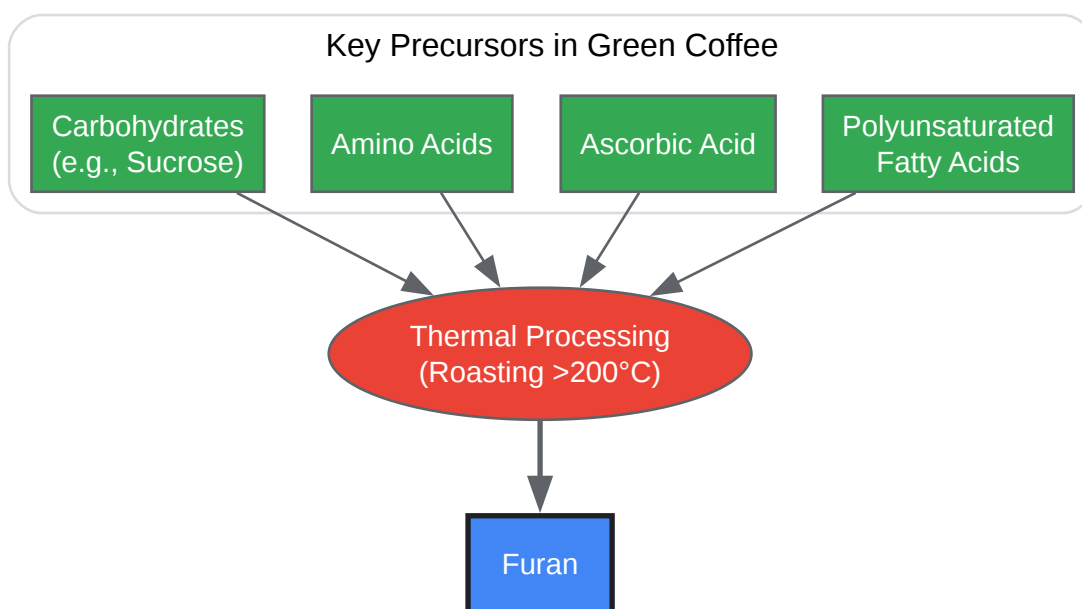 Key Precursors in Green Coffee
Carbohydrates
(e.g., Sucrose)
Amino Acids
Ascorbic Acid
Polyunsaturated
Fatty Acids
Thermal Processing
(Roasting >200°C)
Furan